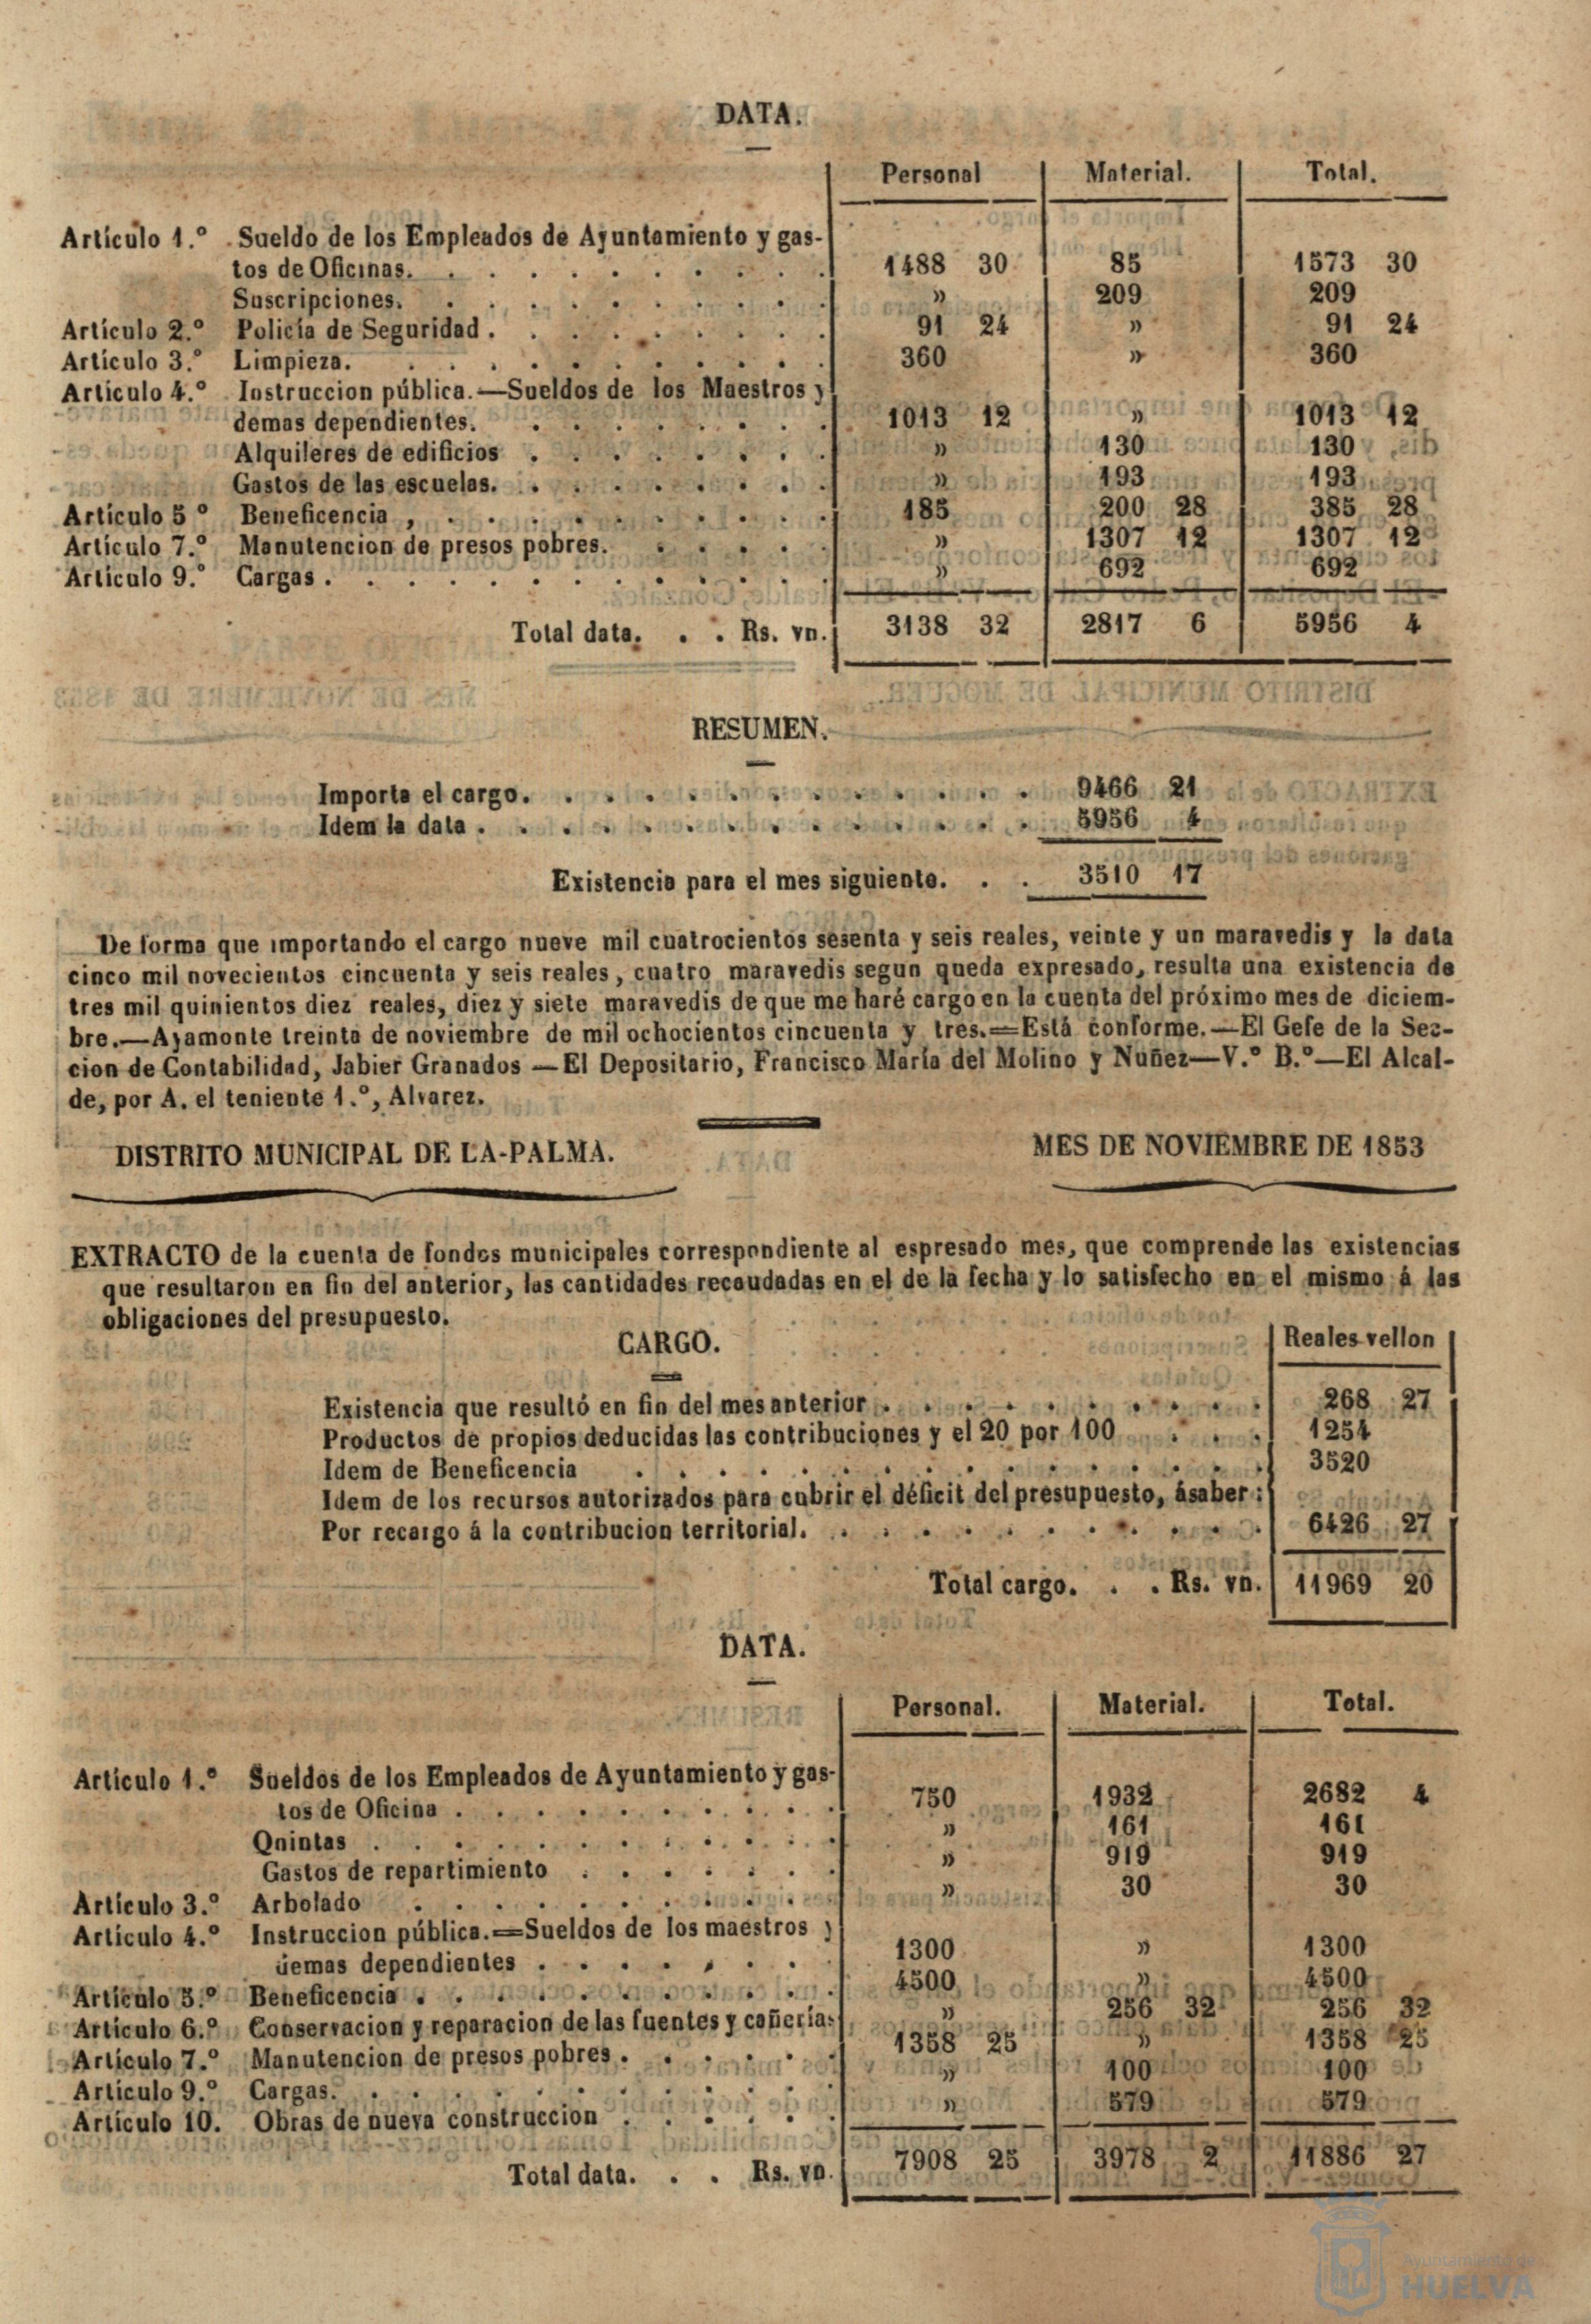 DATA.
Personal Material. Total.
Artículo 1.º Sueldo de los Empleados de Ayuntamiento y gas-
tos de Oficinas. 1488 30 85 1573 30
Suscripciones. » 209 209
Artículo 2.º Policía de Seguridad. 91 24 » 91 24
Artículo 3.º Limpieza. 360 » 360
Artículo 4.º Instruccion pública.—Sueldos de los Maestros y
demas dependientes. 1013 12 » 1013 12
Alquileres de edificios » 130 130
Gastos de las escuelas. » 193 193
Artículo 5º Beneficencia, 185 200 28 385 28
Artículo 7.º Manutencion de presos pobres. » 1307 12 1307 12
Artículo 9.º Cargas. » 692 692
Total data. Rs. vn. 3138 32 2817 6 5956 4
RESUMEN.
Importa el cargo. 9466 21
Idem la data. 5956 4
Existencia para el mes siguiente. 3510 17
De forma que importando el cargo nueve mil cuatrocientos sesenta y seis reales, veinte y un maravedis y la data
cinco mil novecientos cincuenta y seis reales, cuatro maravedis segun queda expresado, resulta una existencia de
tres mil quinientos diez reales, diez y siete maravedis de que me haré cargo en la cuenta del próximo mes de diciem-
bre.—Ayamonte treinta de noviembre de mil ochocientos cincuenta y tres.=Está conforme.—El Gefe de la Sec-
cion de Contabilidad, Jabier Granados—El Depositario, Francisco María del Molino y Nuñez—V.º B.º—El Alcal-
de, por A. el teniente 1.º, Alvarez.
DISTRITO MUNICIPAL DE LA-PALMA. MES DE NOVIEMBRE DE 1853
EXTRACTO de la cuenta de fondos municipales correspondiente al espresado mes, que comprende las existencias
que resultaron en fin del anterior, las cantidades recaudadas en el de la fecha y lo satisfecho en el mismo á las
obligaciones del presupuesto.
CARGO. Reales vellon
Existencia que resultó en fin del mes anterior. 268 27
Productos de propios deducidas las contribuciones y el 20 por 100 1254
Idem de Beneficencia 3520
Idem de los recursos autorizados para cubrir el déficit del presupuesto, ásaber:
Por recargo á la contribucion territorial. 6426 27
Total cargo. Rs. vn. 11969 20
DATA.
Personal. Material. Total.
Artículo 1.º Sueldos de los Empleados de Ayuntamiento y gas-
tos de Oficina. 750 1932 2682 4
Qnintas » 161 161
Gastos de repartimiento » 919 919
Artículo 3.º Arbolado » 30 30
Artículo 4.º Instruccion pública.=Sueldos de los maestros y
demas dependientes. 1300 » 1300
Artículo 5.º Beneficencia. 4500 » 4500
Artículo 6.º Conservacion y reparacion de las fuentes y cañerías » 256 32 256 32
Artículo 7.º Manutencion de presos pobres. 1358 25 » 1358 25
Artículo 9.º Cargas. » 100 100
Artículo 10. Obras de nueva construccion » 579 579
Total data. Rs. vn. 7908 25 3978 2 11886 27
Ayuntamiento de
HUELVA